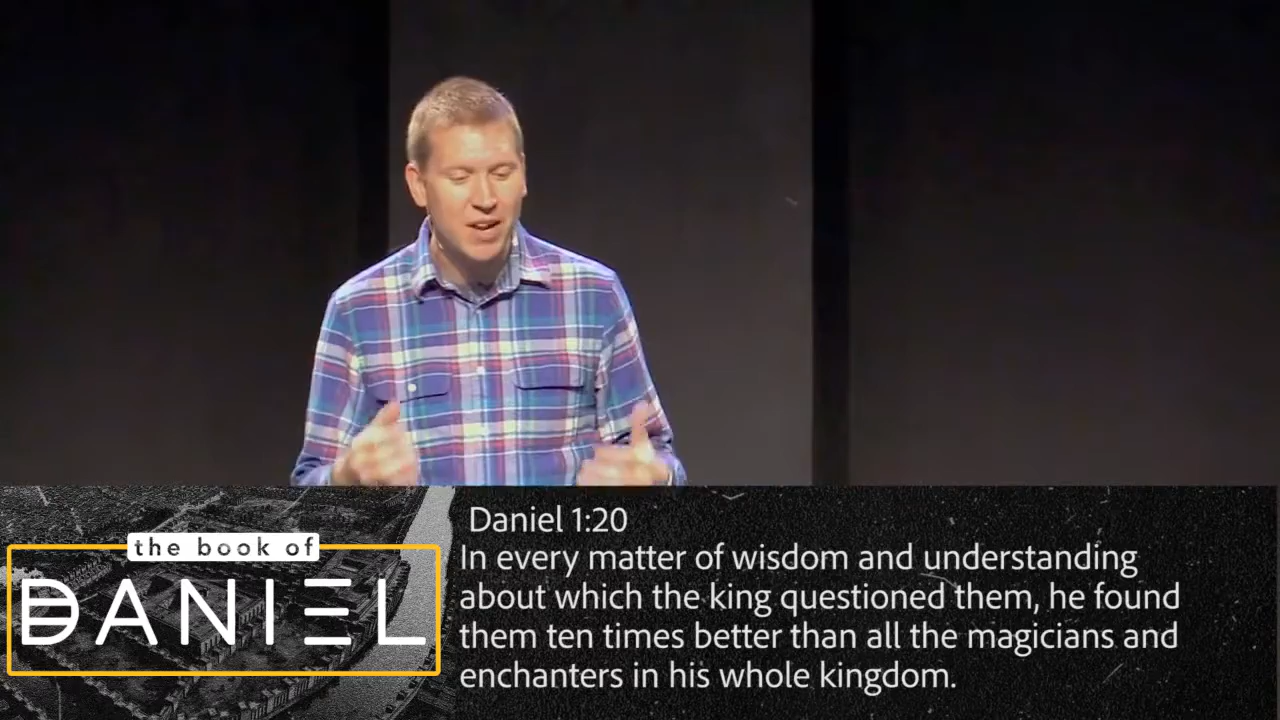 the book of
DANIEL
Daniel 1:20
In every matter of wisdom and understanding
about which the king questioned them, he found
them ten times better than all the magicians and
enchanters in his whole kingdom.